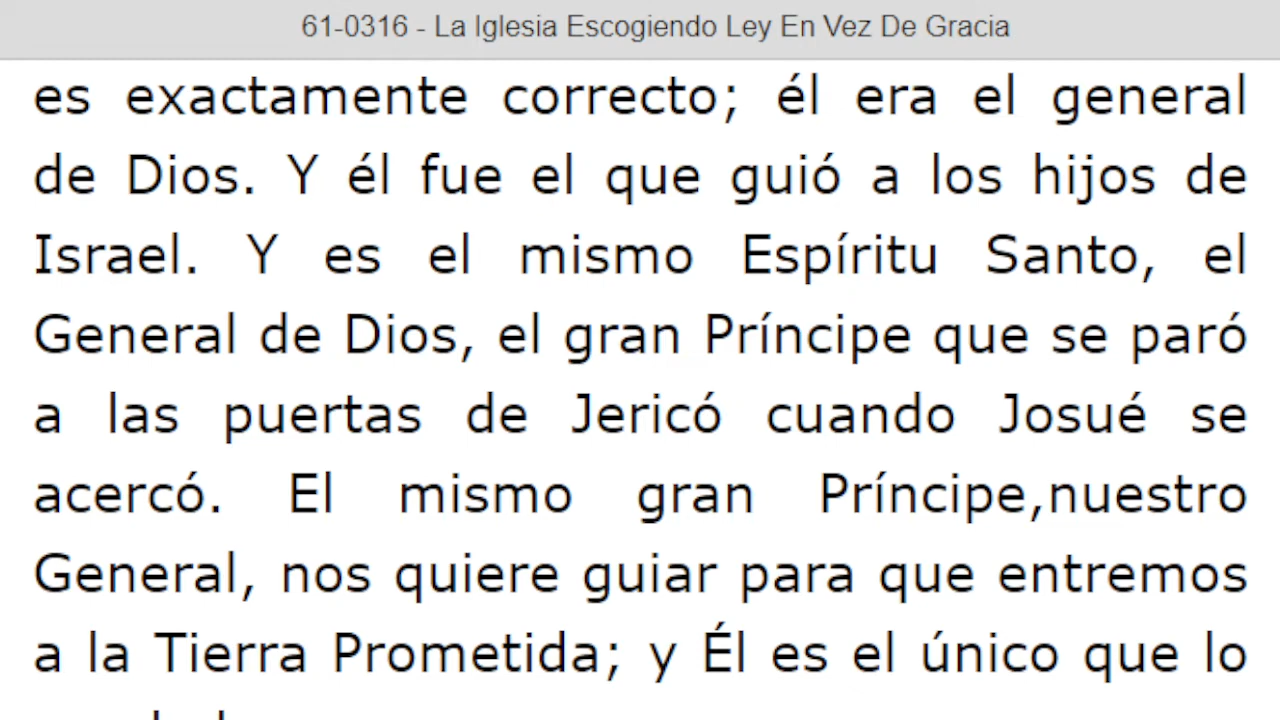 61-0316 - La Iglesia Escogiendo Ley En Vez De Gracia
es exactamente correcto; él era el general
de Dios. Y él fue el que guió a los hijos de
Israel. Y es el mismo Espíritu Santo, el
General de Dios, el gran Príncipe que se paró
a las puertas de Jericó cuando Josué se
acercó. El mismo gran Príncipe,nuestro
General, nos quiere guiar para que entremos
a la Tierra Prometida; y Él es el único que lo